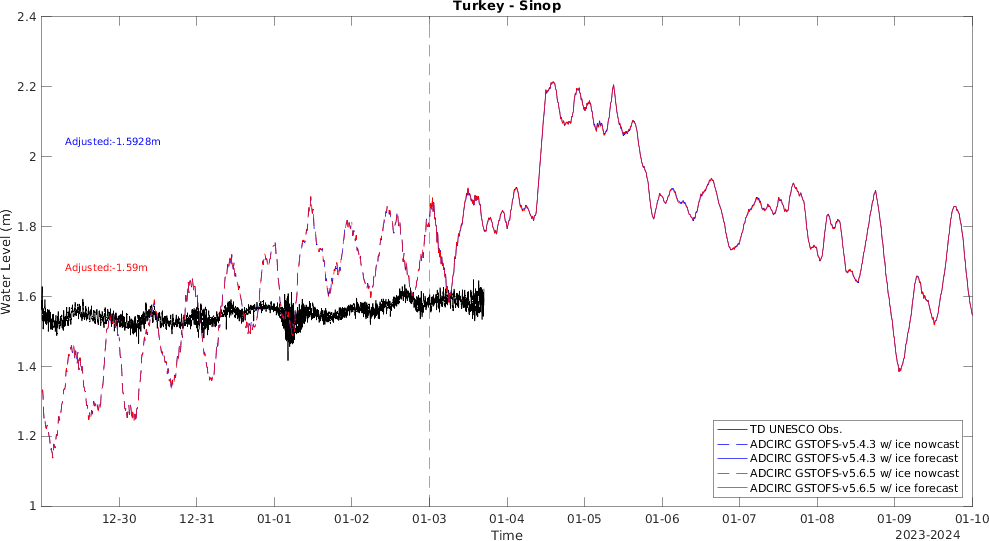 Turkey - Sinop
2.4
2.2
2
1.8
1.6
1.4
1.2
1
Water Level (m)
Adjusted:-1.5928m
Adjusted:-1.59m
TD UNESCO Obs.
ADCIRC GSTOFS-v5.4.3 w/ ice nowcast
ADCIRC GSTOFS-v5.4.3 w/ ice forecast
ADCIRC GSTOFS-v5.6.5 w/ ice nowcast
ADCIRC GSTOFS-v5.6.5 w/ ice forecast
12-30 12-31 01-01 01-02 01-03 01-04 01-05 01-06 01-07 01-08 01-09 01-10
Time
2023-2024